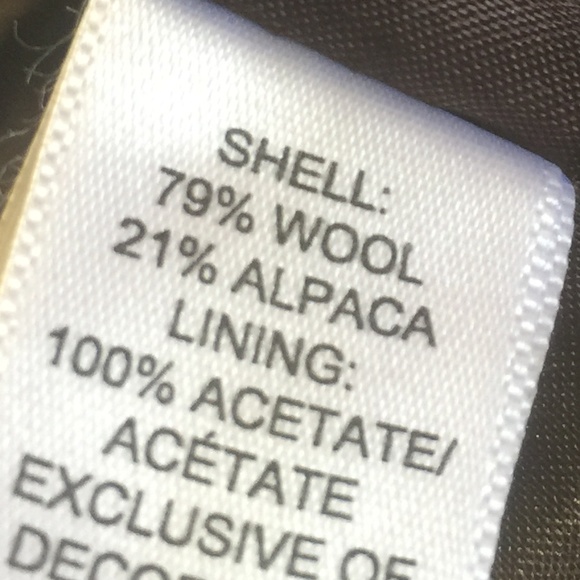 SHELL:
79% WOOL
21% ALPACA
LINING:
100% ACETATE/
ACÉTATE
EXCLUSIVE OF